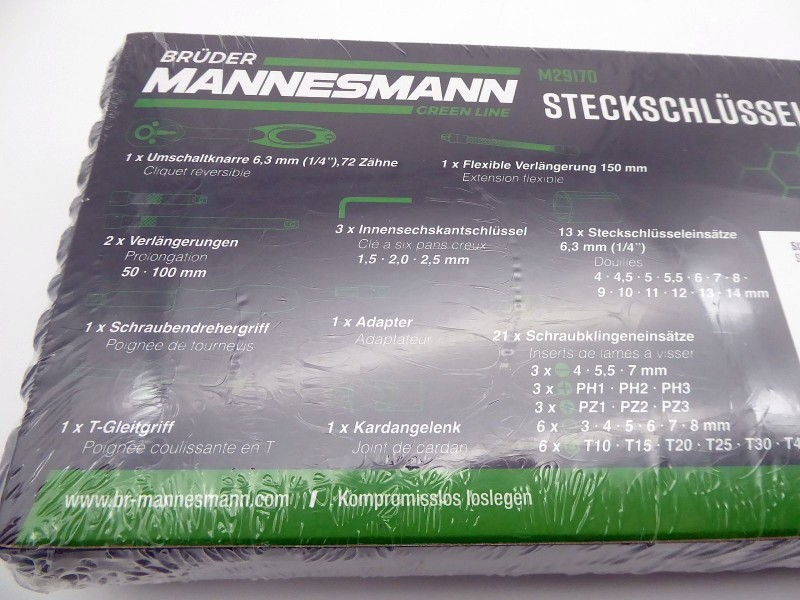 BRÜDER
MANNESMANN
GREEN LINE
M29170
STECKSCHLÜSSEL
1 x Umschaltknarre 6,3 mm (1/4"),72 Zähne
Cliquet reversible
1 x Flexible Verlängerung 150 mm
Extension flexible
2 x Verlängerungen
Prolongation
50 · 100 mm
3 x Innensechskantschlüssel
Clé a six pans creux
1.5 · 2,0 · 2,5 mm
13 x Steckschlüsseleinsätze
6,3 mm (1/4")
Douilles
4 · 4,5 · 5 · 5,5 · 6 · 7 · 8 ·
9 · 10 · 11 · 12 · 13 · 14 mm
1 x Schraubendrehergriff
Poignée de tournevis
1 x Adapter
Adaptateur
21 x Schraubklingeneinsätze
Inserts de lames à visser
3 x 4 · 5,5 · 7 mm
3 x PH1 · PH2 · PH3
3 x PZ1 · PZ2 · PZ3
6 x 3 · 4 · 5 · 6 · 7 · 8 mm
6 x T10 · T15 · T20 · T25 · T30 · T4
1 x T-Gleitgriff
Poignée coulissante en T
1 x Kardangelenk
Joint de cardan
www.br-mannesmann.com / Kompromisslos loslegen